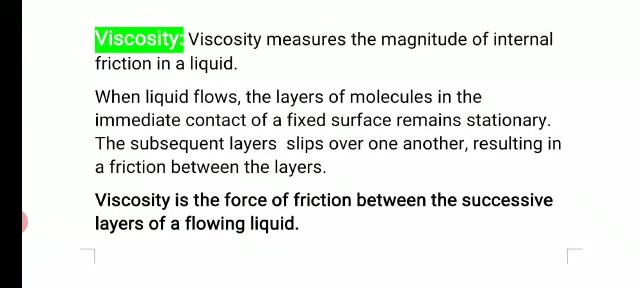 Viscosity: Viscosity measures the magnitude of internal
friction in a liquid.
When liquid flows, the layers of molecules in the
immediate contact of a fixed surface remains stationary.
The subsequent layers slips over one another, resulting in
a friction between the layers.
Viscosity is the force of friction between the successive
layers of a flowing liquid.